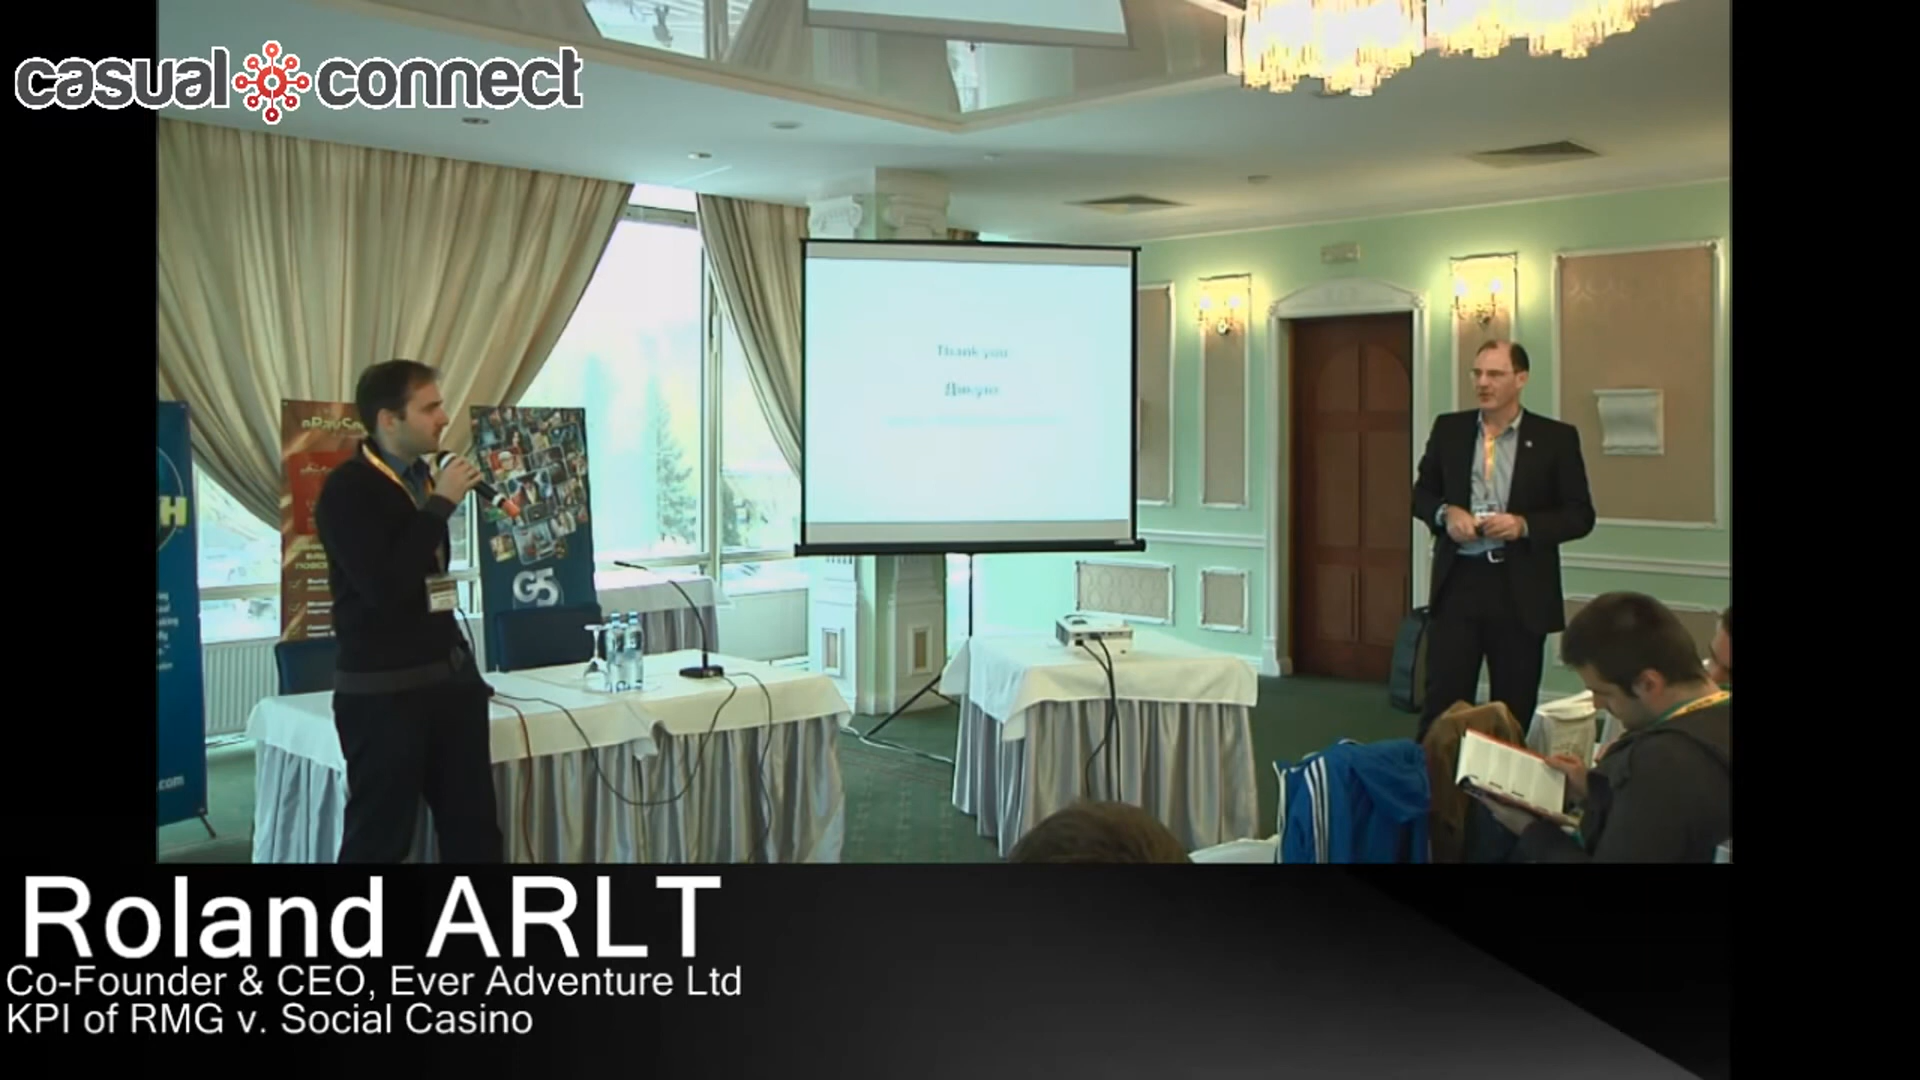 casual connect
Thank you
Дякую
G5
H
.com
Roland ARLT
Co-Founder & CEO, Ever Adventure Ltd
KPI of RMG v. Social Casino